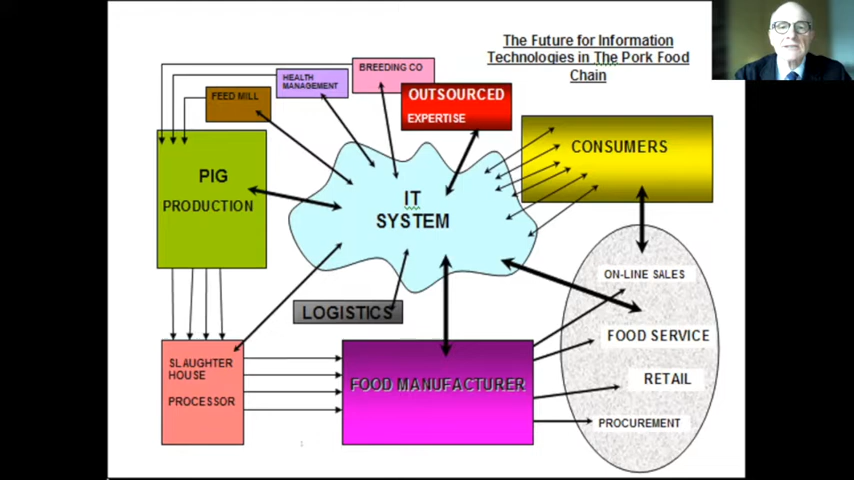 The Future for Information
Technologies in The Pork Food
Chain
BREEDING CO
HEALTH
MANAGEMENT
FEED MILL
OUTSOURCED
EXPERTISE
CONSUMERS
PIG
PRODUCTION
IT
SYSTEM
ON-LINE SALES
LOGISTICS
FOOD SERVICE
SLAUGHTER
HOUSE
PROCESSOR
FOOD MANUFACTURER
RETAIL
PROCUREMENT